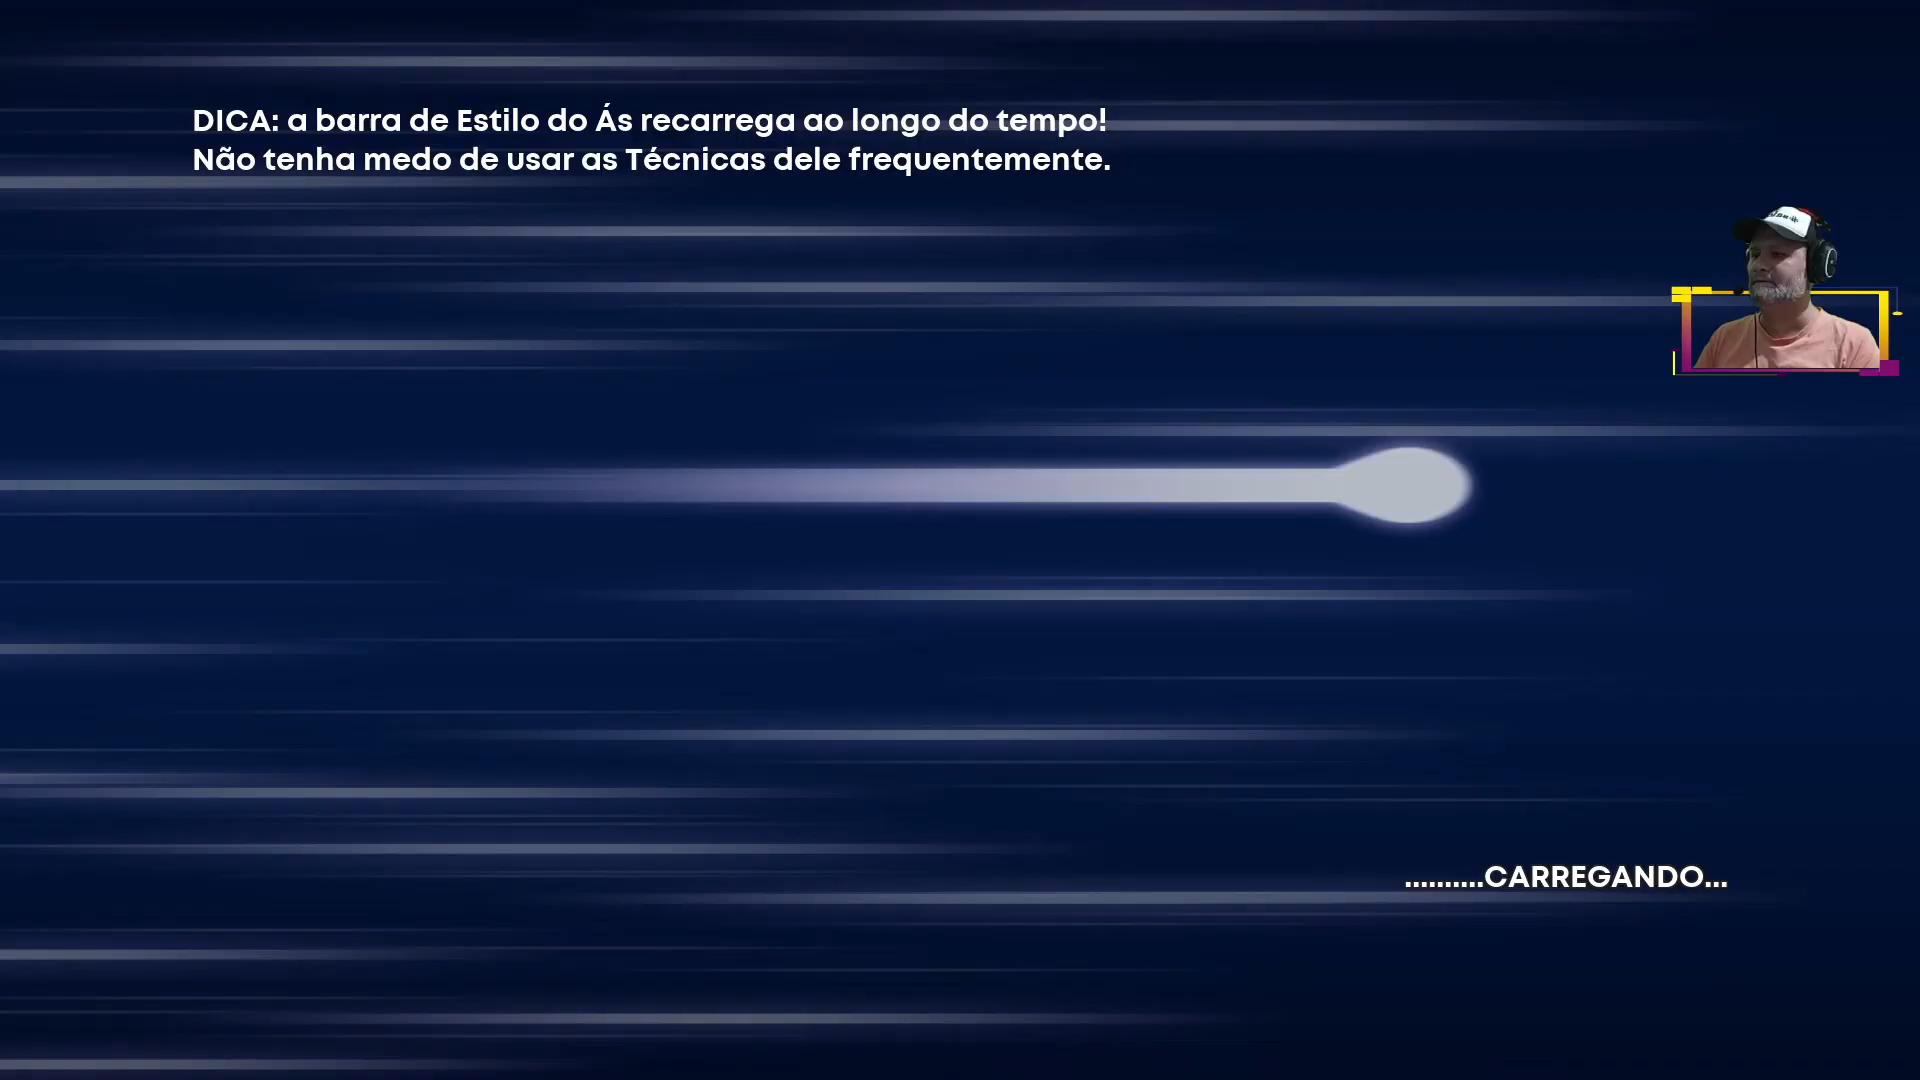 DICA: a barra de Estilo do Ás recarrega ao longo do tempo!
Não tenha medo de usar as Técnicas dele frequentemente.
..........CARREGANDO...